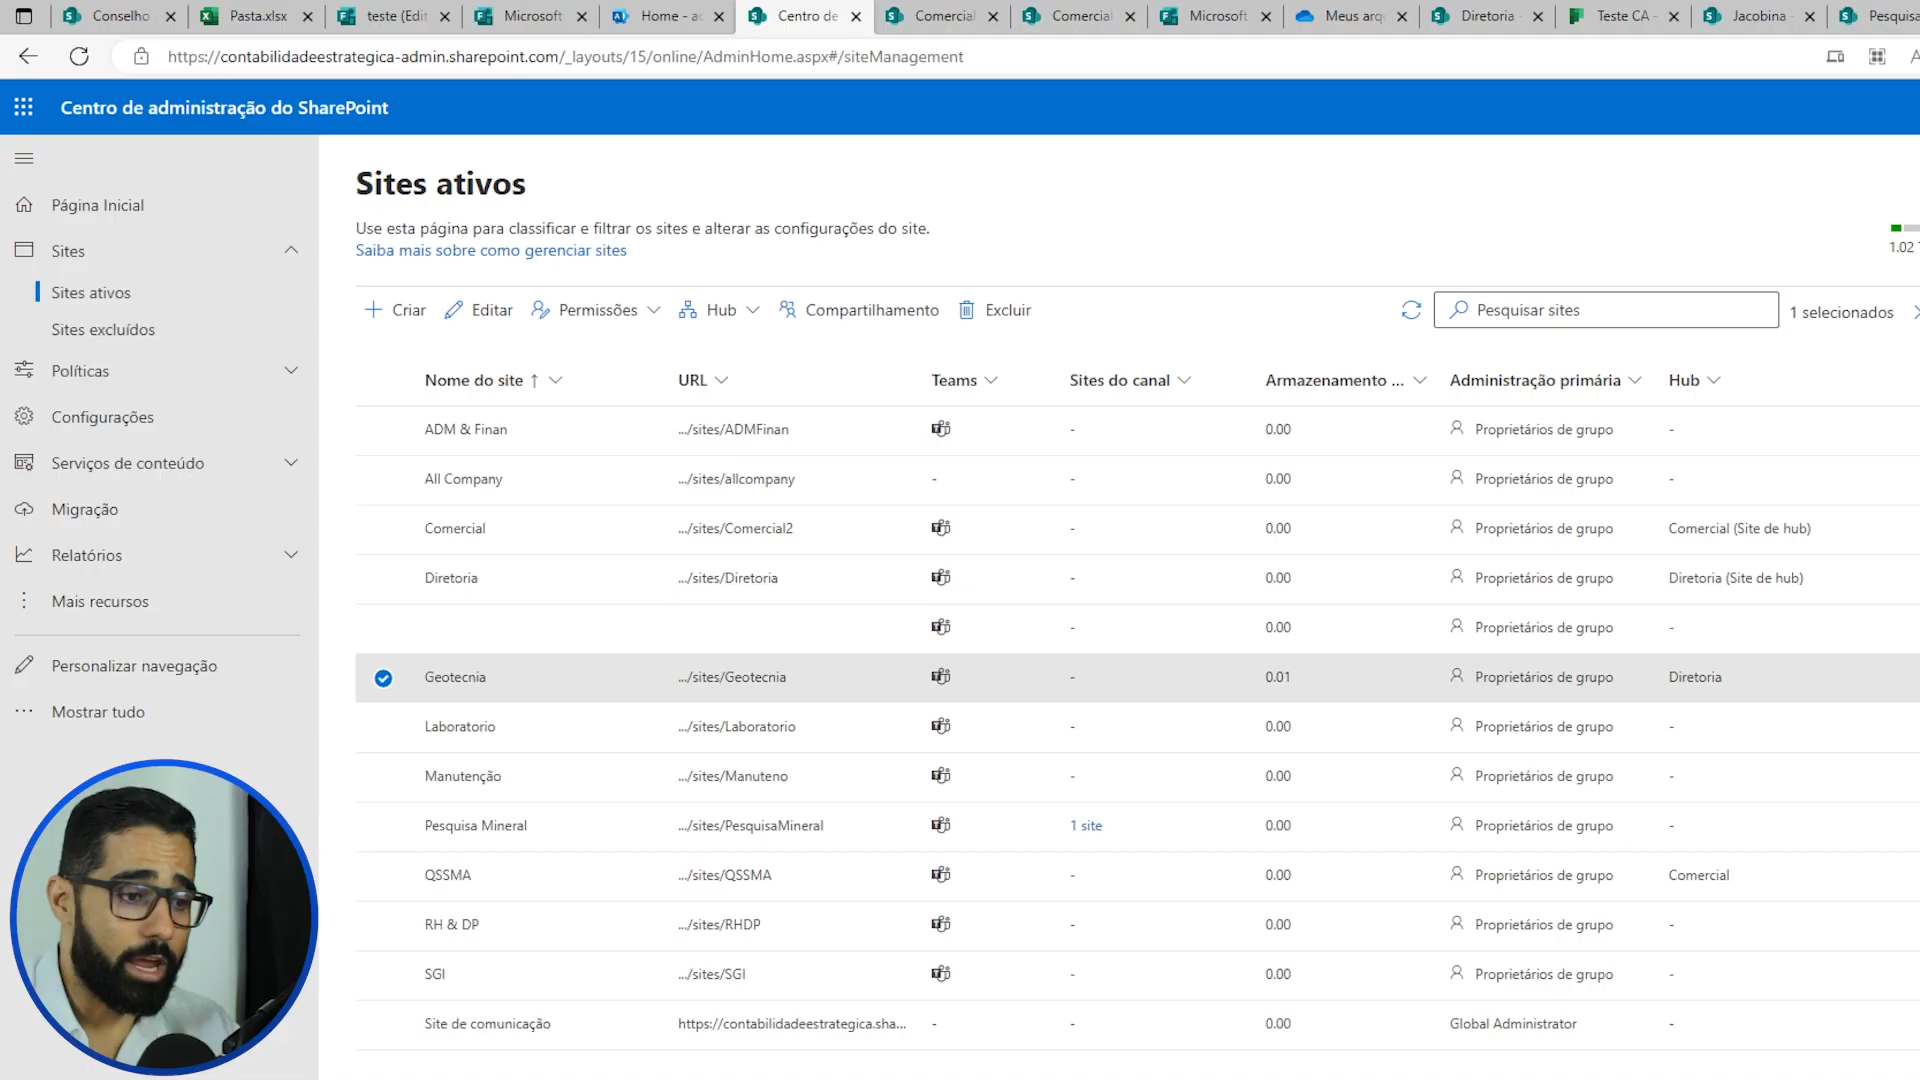 Conselho
Pasta.xlsx
teste (Edit
Microsoft
Home - a
Centro de
Comercial
Comercial
Microsoft
Meus arq
Diretoria
Teste CA -
Jacobina -
Pesquisa
https://contabilidadeestrategica-admin.sharepoint.com/_layouts/15/online/AdminHome.aspx#/siteManagement
Centro de administração do SharePoint
Página Inicial
Sites
Sites ativos
Sites excluídos
Políticas
Configurações
Serviços de conteúdo
Migração
Relatórios
Mais recursos
Personalizar navegação
Mostrar tudo
Sites ativos
Use esta página para classificar e filtrar os sites e alterar as configurações do site.
Saiba mais sobre como gerenciar sites
1.02
Criar Editar Permissões Hub Compartilhamento Excluir Pesquisar sites 1 selecionados
Nome do site ↑ URL Teams Sites do canal Armazenamento ... Administração primária Hub
ADM & Finan .../sites/ADMFinan - 0.00 Proprietários de grupo -
All Company .../sites/allcompany - - 0.00 Proprietários de grupo -
Comercial .../sites/Comercial2 - 0.00 Proprietários de grupo Comercial (Site de hub)
Diretoria .../sites/Diretoria - 0.00 Proprietários de grupo Diretoria (Site de hub)
- 0.00 Proprietários de grupo -
Geotecnia .../sites/Geotecnia - 0.01 Proprietários de grupo Diretoria
Laboratorio .../sites/Laboratorio - 0.00 Proprietários de grupo -
Manutenção .../sites/Manuteno - 0.00 Proprietários de grupo -
Pesquisa Mineral .../sites/PesquisaMineral 1 site 0.00 Proprietários de grupo -
QSSMA .../sites/QSSMA - 0.00 Proprietários de grupo Comercial
RH & DP .../sites/RHDP - 0.00 Proprietários de grupo -
SGI .../sites/SGI - 0.00 Proprietários de grupo -
Site de comunicação https://contabilidadeestrategica.sha... - - 0.00 Global Administrator -